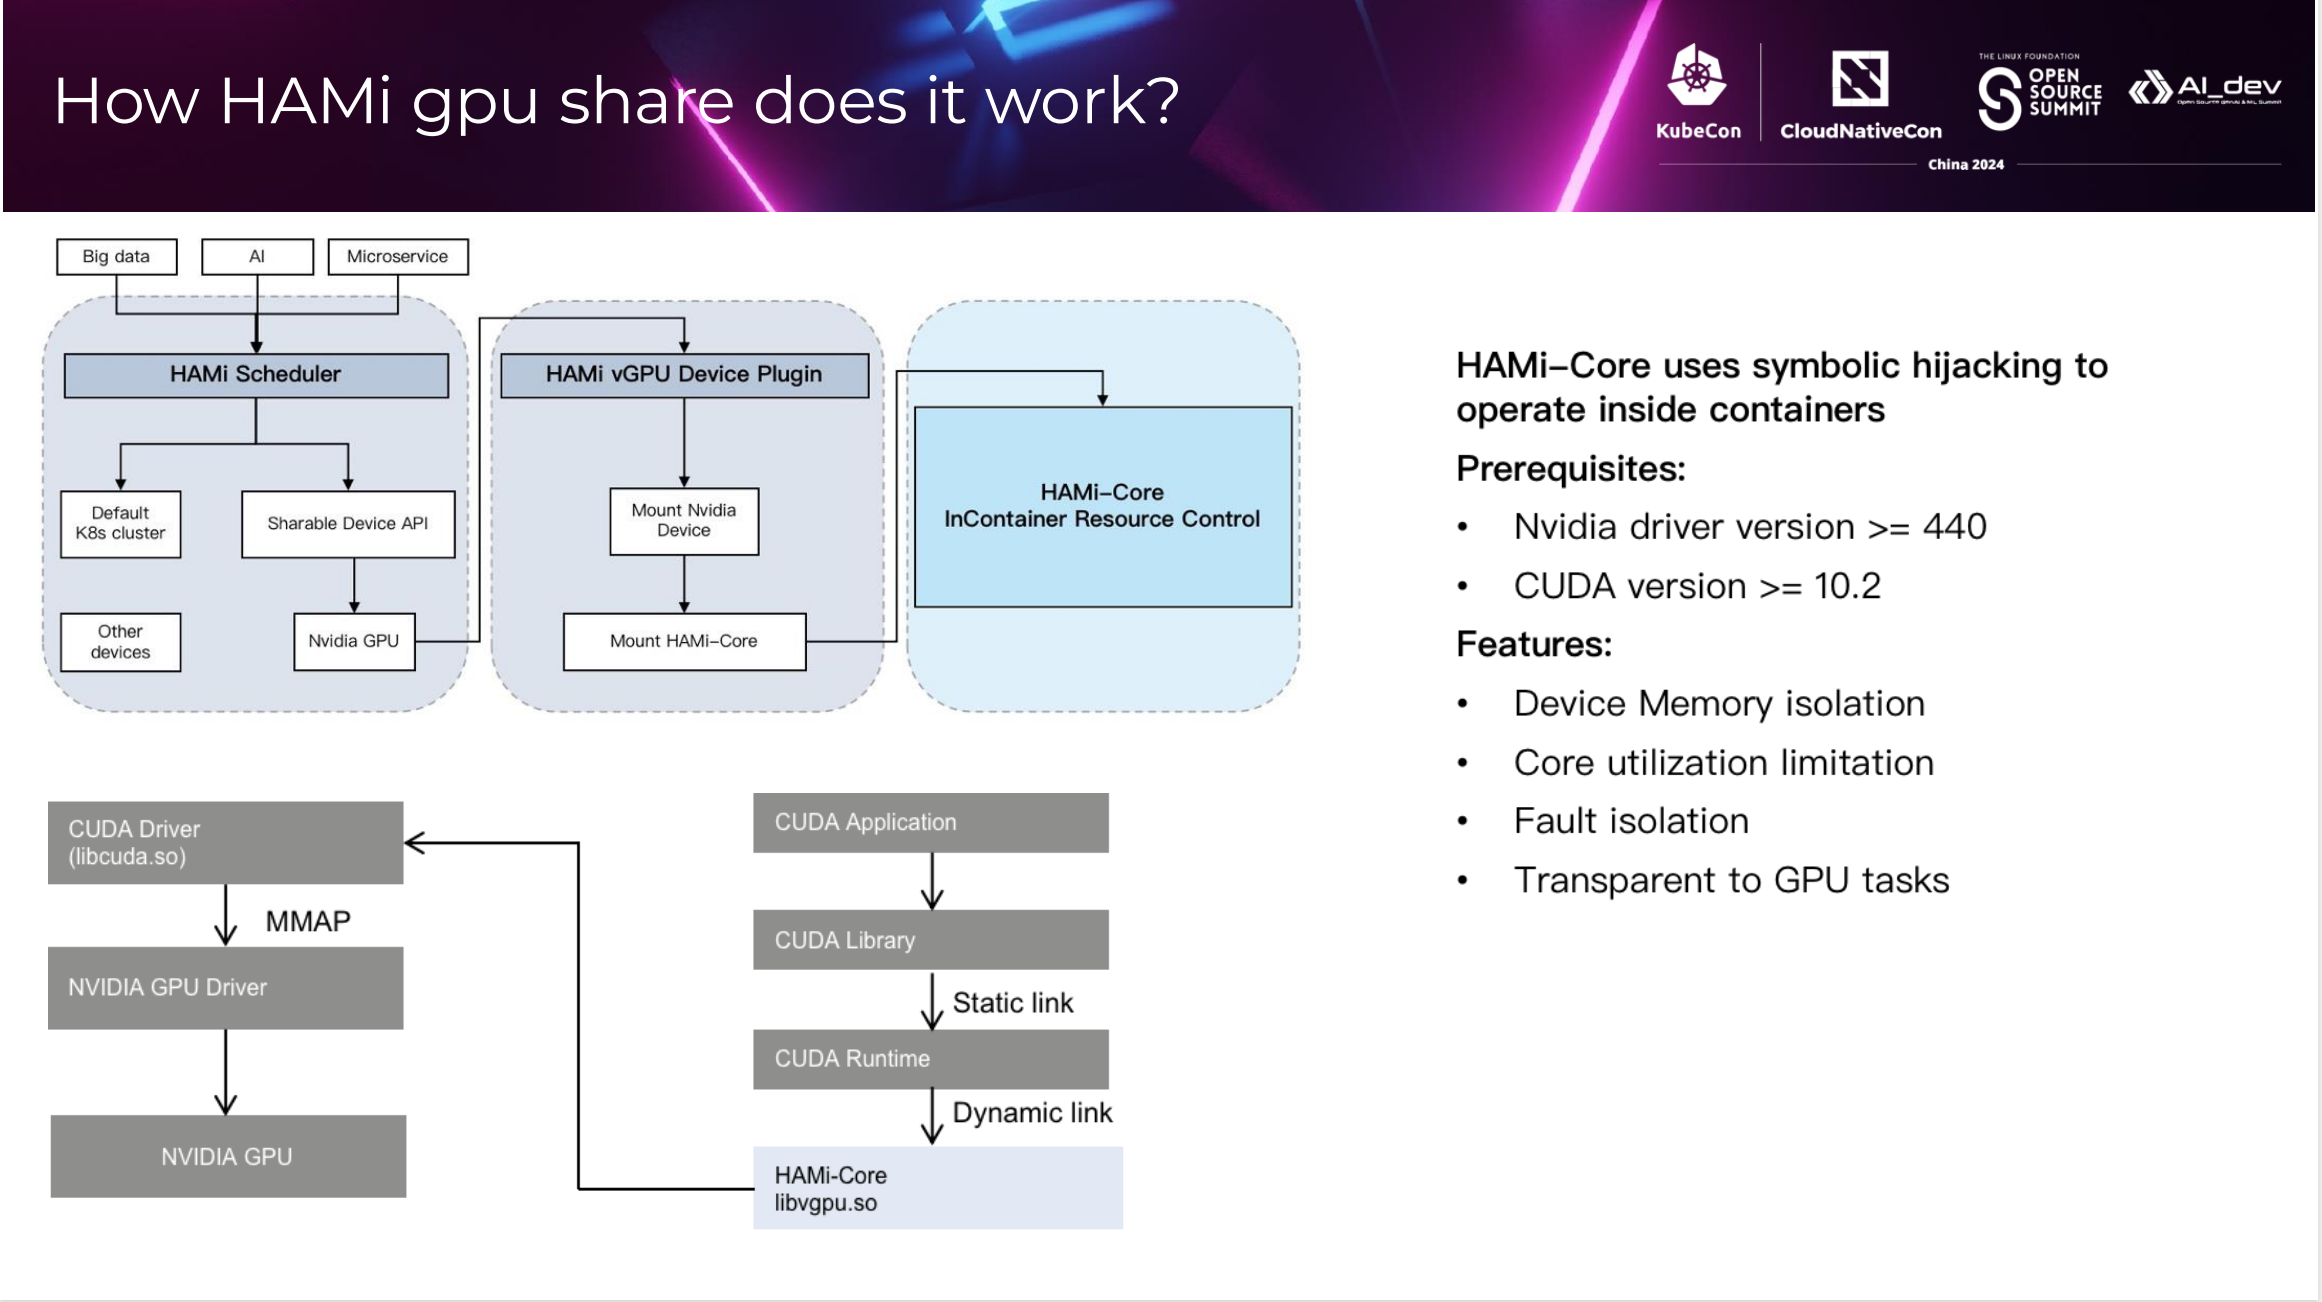 How HAMi gpu share does it work?
KubeCon
CloudNativeCon
THE LINUX FOUNDATION
OPEN
SOURCE
SUMMIT
AI_dev
Open Source GenAI & ML Summit
China 2024
Big data
AI
Microservice
HAMi Scheduler
Default
K8s cluster
Sharable Device API
Other
devices
Nvidia GPU
HAMi vGPU Device Plugin
Mount Nvidia
Device
Mount HAMi–Core
HAMi–Core
InContainer Resource Control
CUDA Driver
(libcuda.so)
MMAP
NVIDIA GPU Driver
NVIDIA GPU
CUDA Application
CUDA Library
Static link
CUDA Runtime
Dynamic link
HAMi-Core
libvgpu.so
HAMi–Core uses symbolic hijacking to
operate inside containers
Prerequisites:
• Nvidia driver version >= 440
• CUDA version >= 10.2
Features:
• Device Memory isolation
• Core utilization limitation
• Fault isolation
• Transparent to GPU tasks